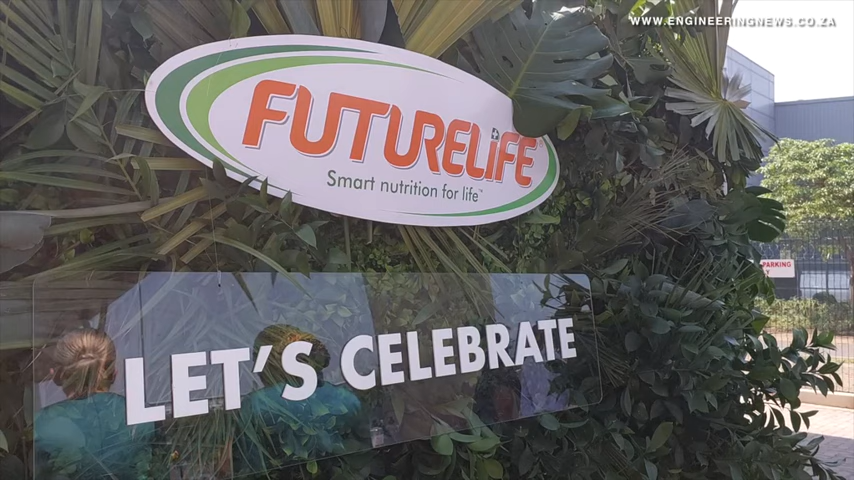 WWW.ENGINEERINGNEWS.CO.ZA
FUTURELiFE®
Smart nutrition for life™
LET'S CELEBRATE
PARKING